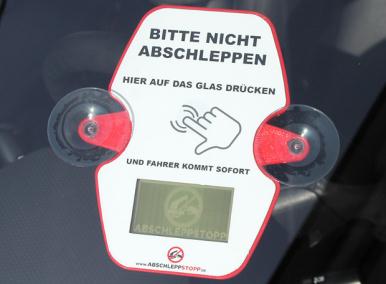 BITTE NICHT
ABSCHLEPPEN
HIER AUF DAS GLAS DRÜCKEN
UND FAHRER KOMMT SOFORT
ABSCHLEPPSTOPP
www.ABSCHLEPPSTOPP.de